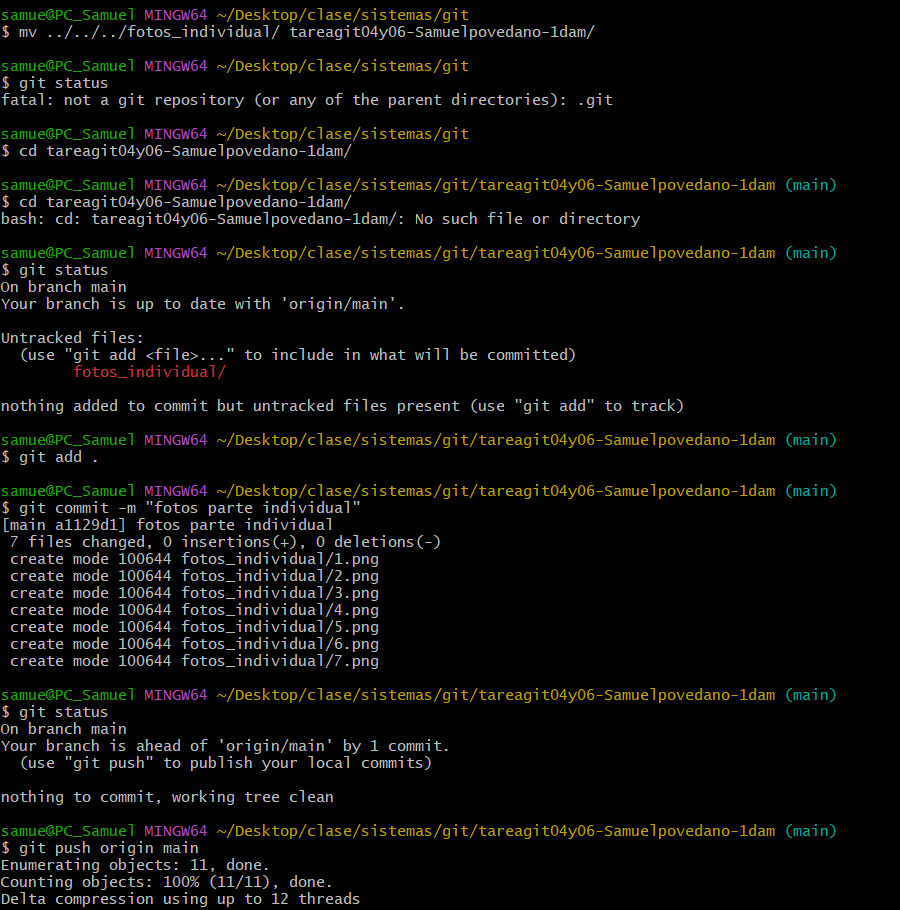 samue@PC_Samuel MINGW64 ~/Desktop/clase/sistemas/git
$ mv ../../../fotos_individual/ tareagit04y06-Samuelpovedano-1dam/
samue@PC_Samuel MINGW64 ~/Desktop/clase/sistemas/git
$ git status
fatal: not a git repository (or any of the parent directories): .git
samue@PC_Samuel MINGW64 ~/Desktop/clase/sistemas/git
$ cd tareagit04y06-Samuelpovedano-1dam/
samue@PC_Samuel MINGW64 ~/Desktop/clase/sistemas/git/tareagit04y06-Samuelpovedano-1dam (main)
$ cd tareagit04y06-Samuelpovedano-1dam/
bash: cd: tareagit04y06-Samuelpovedano-1dam/: No such file or directory
samue@PC_Samuel MINGW64 ~/Desktop/clase/sistemas/git/tareagit04y06-Samuelpovedano-1dam (main)
$ git status
On branch main
Your branch is up to date with 'origin/main'.
Untracked files:
  (use "git add <file>..." to include in what will be committed)
        fotos_individual/
nothing added to commit but untracked files present (use "git add" to track)
samue@PC_Samuel MINGW64 ~/Desktop/clase/sistemas/git/tareagit04y06-Samuelpovedano-1dam (main)
$ git add .
samue@PC_Samuel MINGW64 ~/Desktop/clase/sistemas/git/tareagit04y06-Samuelpovedano-1dam (main)
$ git commit -m "fotos parte individual"
[main a1129d1] fotos parte individual
 7 files changed, 0 insertions(+), 0 deletions(-)
 create mode 100644 fotos_individual/1.png
 create mode 100644 fotos_individual/2.png
 create mode 100644 fotos_individual/3.png
 create mode 100644 fotos_individual/4.png
 create mode 100644 fotos_individual/5.png
 create mode 100644 fotos_individual/6.png
 create mode 100644 fotos_individual/7.png
samue@PC_Samuel MINGW64 ~/Desktop/clase/sistemas/git/tareagit04y06-Samuelpovedano-1dam (main)
$ git status
On branch main
Your branch is ahead of 'origin/main' by 1 commit.
  (use "git push" to publish your local commits)
nothing to commit, working tree clean
samue@PC_Samuel MINGW64 ~/Desktop/clase/sistemas/git/tareagit04y06-Samuelpovedano-1dam (main)
$ git push origin main
Enumerating objects: 11, done.
Counting objects: 100% (11/11), done.
Delta compression using up to 12 threads